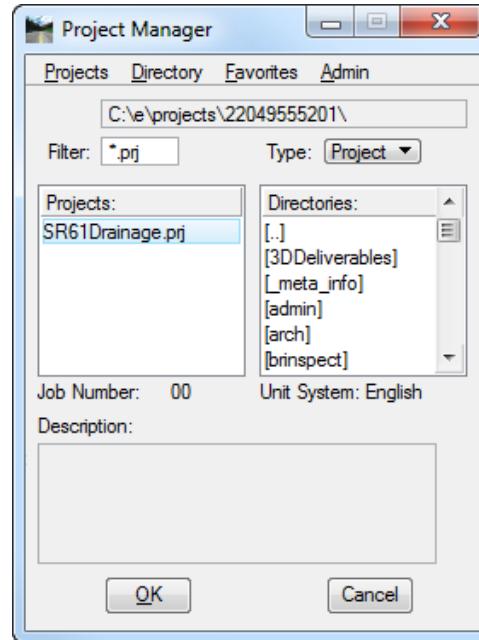 Project Manager
Projects Directory Favorites Admin
C:\e\projects\22049555201\
Filter: *.prj Type: Project
Projects: Directories:
SR61Drainage.prj [..]
[3DDeliverables]
[_meta_info]
[admin]
[arch]
[brinspect]
Job Number: 00 Unit System: English
Description:
OK Cancel